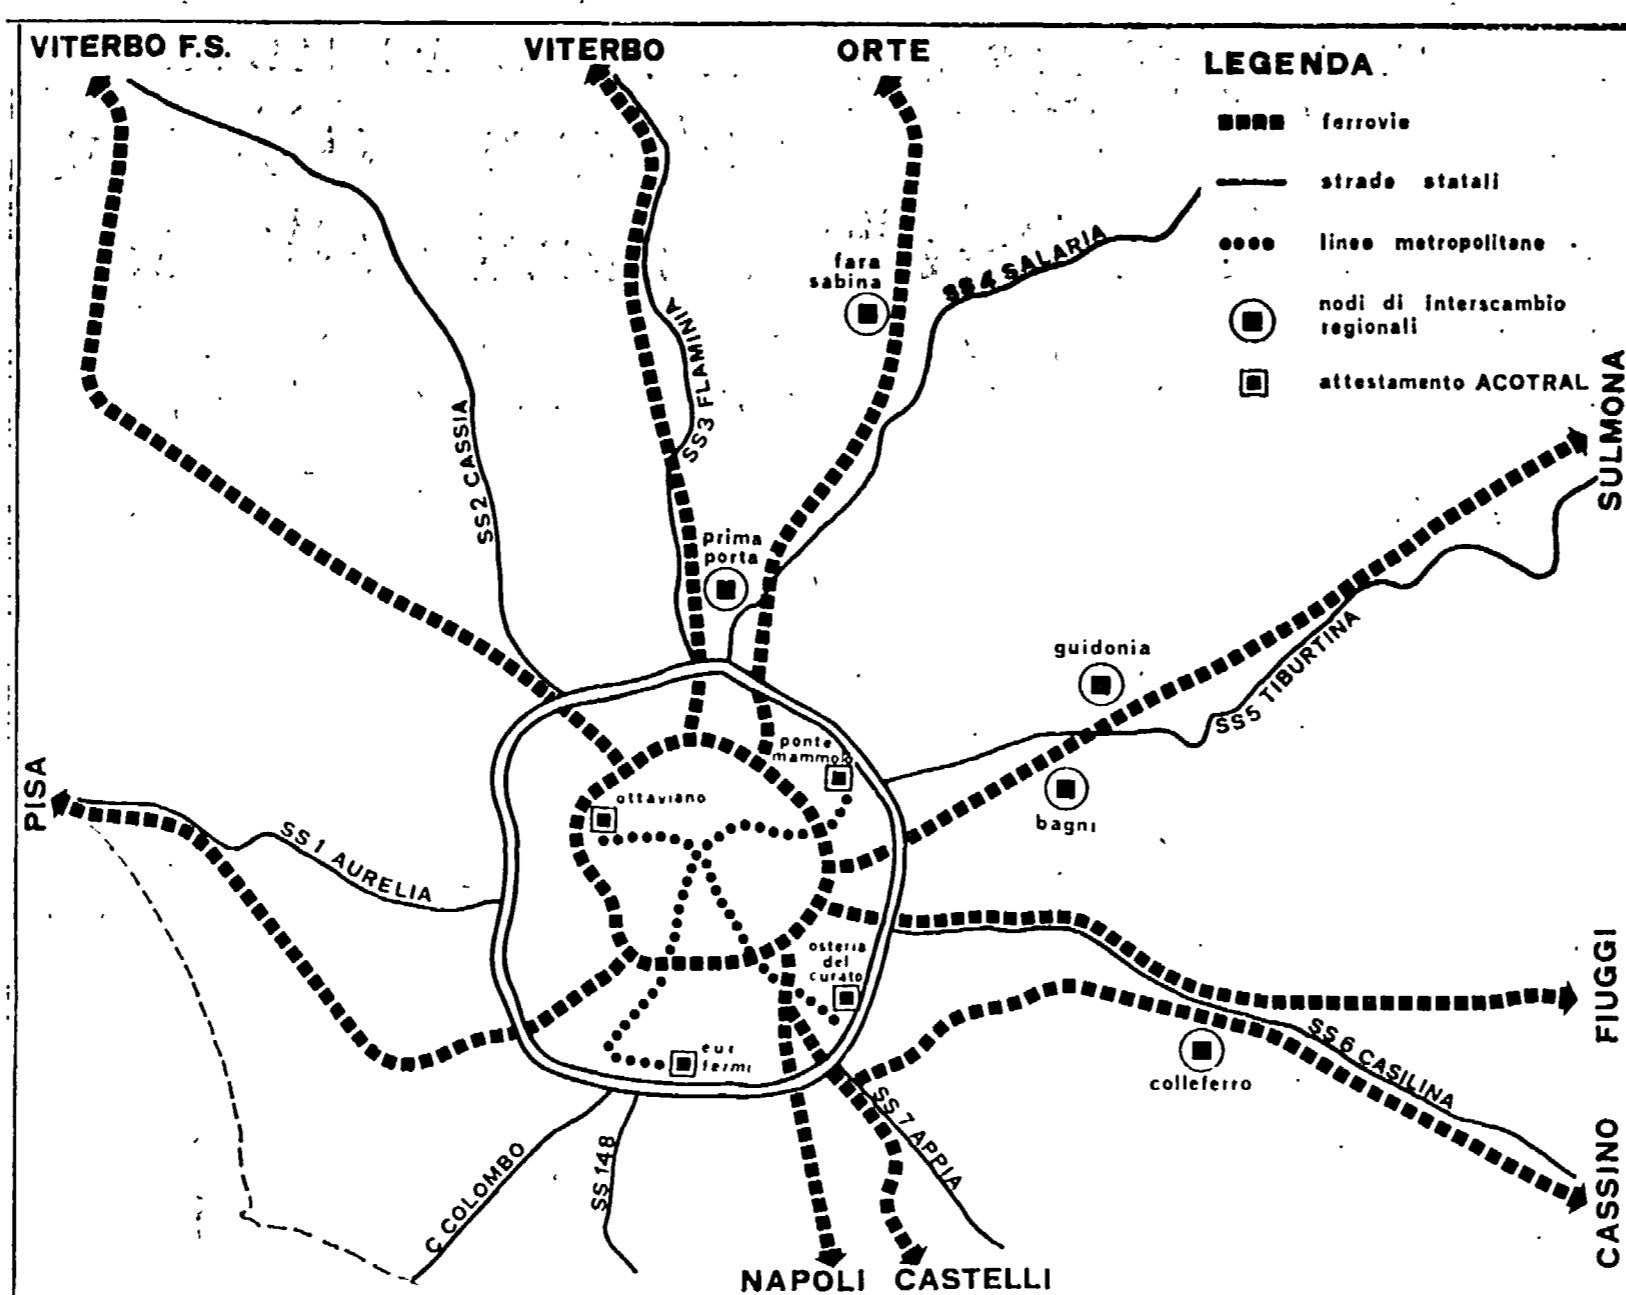 VITERBO F.S.
VITERBO
ORTE
LEGENDA
ferrovie
strade statali
linee metropolitane
nodi di interscambio
regionali
attestamento ACOTRAL
fara
sabina
SS4 SALARIA
SS3 FLAMINIA
SS2 CASSIA
SULMONA
prima
porta
guidonia
SS5 TIBURTINA
bagni
ponte
mammolo
ottaviano
PISA
SS 1 AURELIA
osteria
del
curato
eur
fermi
FIUGGI
SS 6 CASILINA
colleferro
CASSINO
SS 7 APPIA
SS 148
C COLOMBO
NAPOLI
CASTELLI